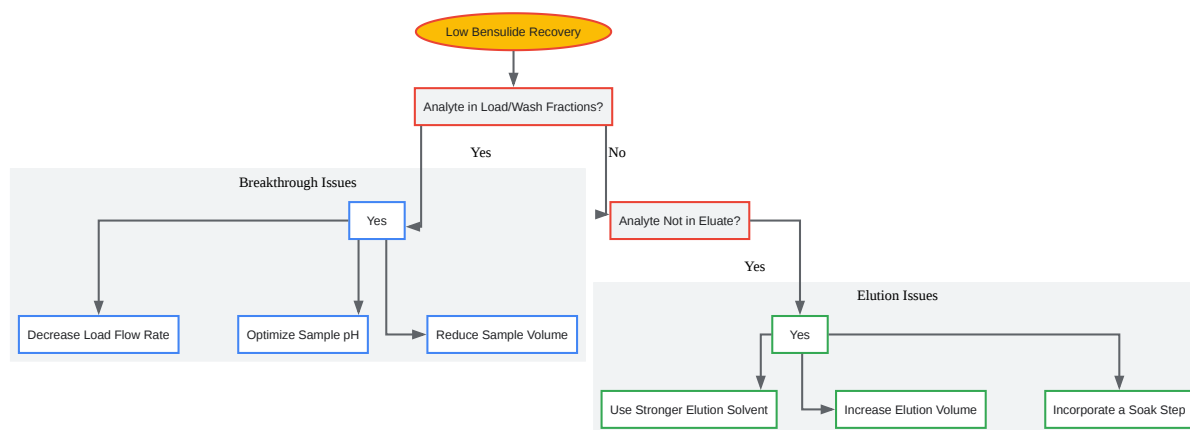 Low Bensulide Recovery
Analyte in Load/Wash Fractions?
Yes
No
Breakthrough Issues
Yes
Analyte Not in Eluate?
Yes
Elution Issues
Decrease Load Flow Rate
Optimize Sample pH
Reduce Sample Volume
Yes
Use Stronger Elution Solvent
Increase Elution Volume
Incorporate a Soak Step